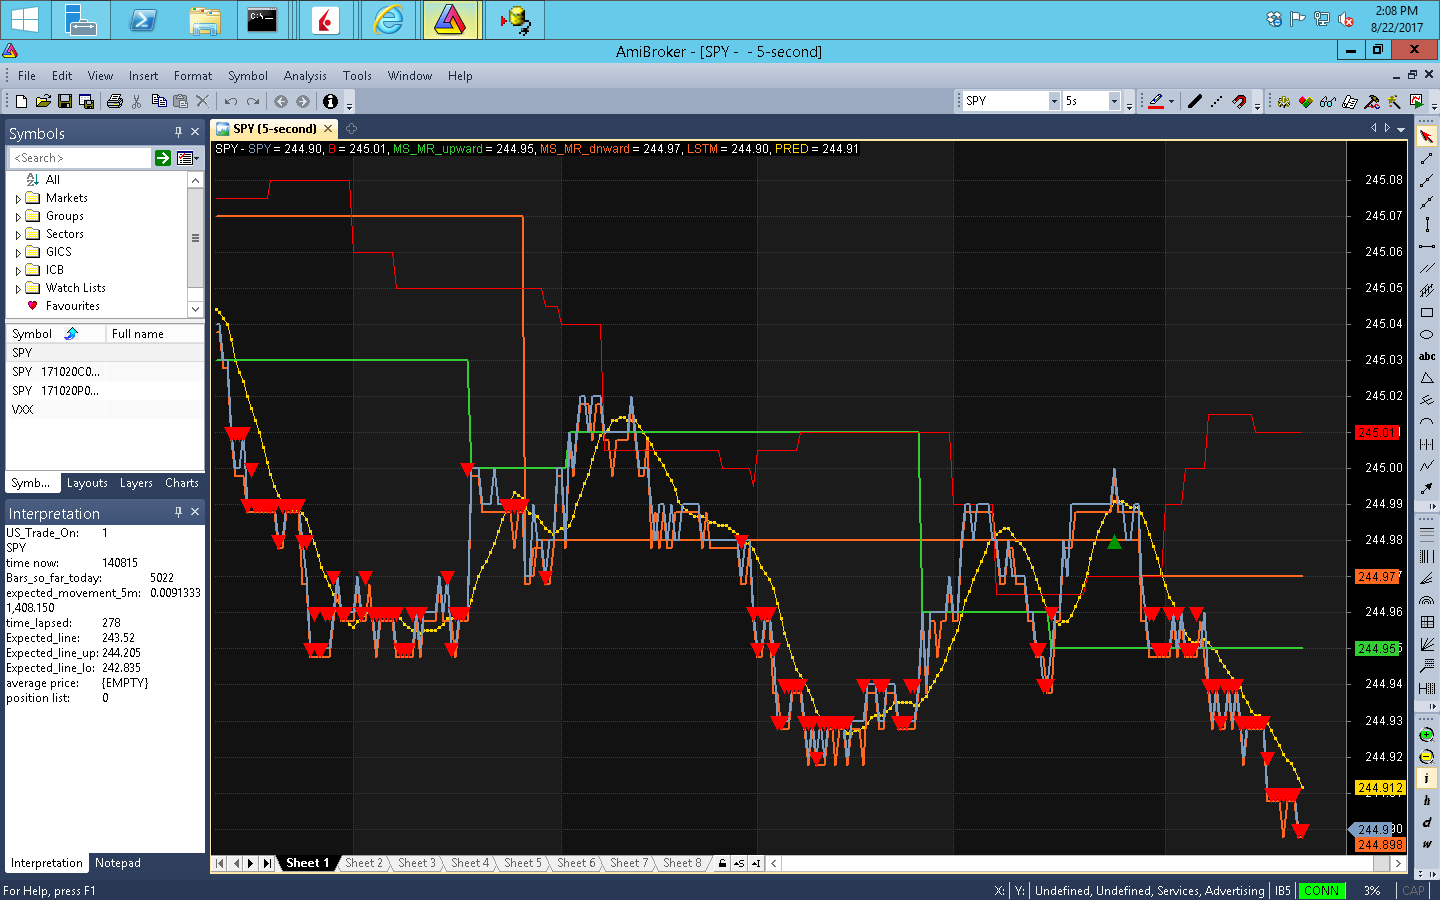 2:08 PM
8/22/2017
AmiBroker - [SPY - - 5-second]
File Edit View Insert Format Symbol Analysis Tools Window Help
SPY 5s
Symbols
SPY (5-second)
<Search>
SPY - SPY = 244.90, B = 245.01, MS_MR_upward = 244.95, MS_MR_dnward = 244.97, LSTM = 244.90, PRED = 244.91
All
Markets
Groups
Sectors
GICS
ICB
Watch Lists
Favourites
Symbol Full name
SPY
SPY 171020C0...
SPY 171020P0...
VXX
Symb... Layouts Layers Charts
Interpretation
US_Trade_On: 1
SPY
time now: 140815
Bars_so_far_today: 5022
expected_movement_5m: 0.0091333
1,408.150
time_lapsed: 278
Expected_line: 243.52
Expected_line_up: 244.205
Expected_line_lo: 242.835
average price: {EMPTY}
position list: 0
Interpretation Notepad
245.08
245.07
245.06
245.05
245.04
245.03
245.02
245.01
245.00
244.99
244.98
244.97
244.96
244.95
244.94
244.93
244.92
244.912
244.90
244.898
abc
Sheet 1 Sheet 2 Sheet 3 Sheet 4 Sheet 5 Sheet 6 Sheet 7 Sheet 8
For Help, press F1
X: Y: Undefined, Undefined, Services, Advertising IB5 CONN 3% CAP